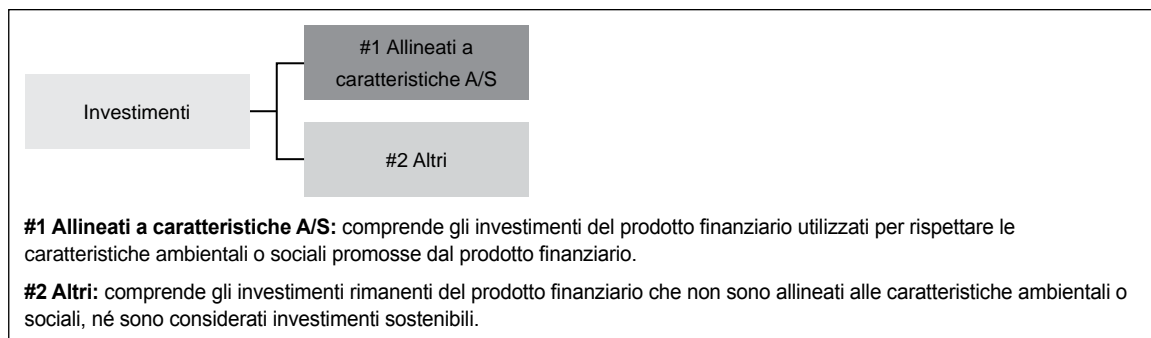 #1 Allineati a
caratteristiche A/S
Investimenti
#2 Altri
#1 Allineati a caratteristiche A/S: comprende gli investimenti del prodotto finanziario utilizzati per rispettare le
caratteristiche ambientali o sociali promosse dal prodotto finanziario.
#2 Altri: comprende gli investimenti rimanenti del prodotto finanziario che non sono allineati alle caratteristiche ambientali o
sociali, né sono considerati investimenti sostenibili.